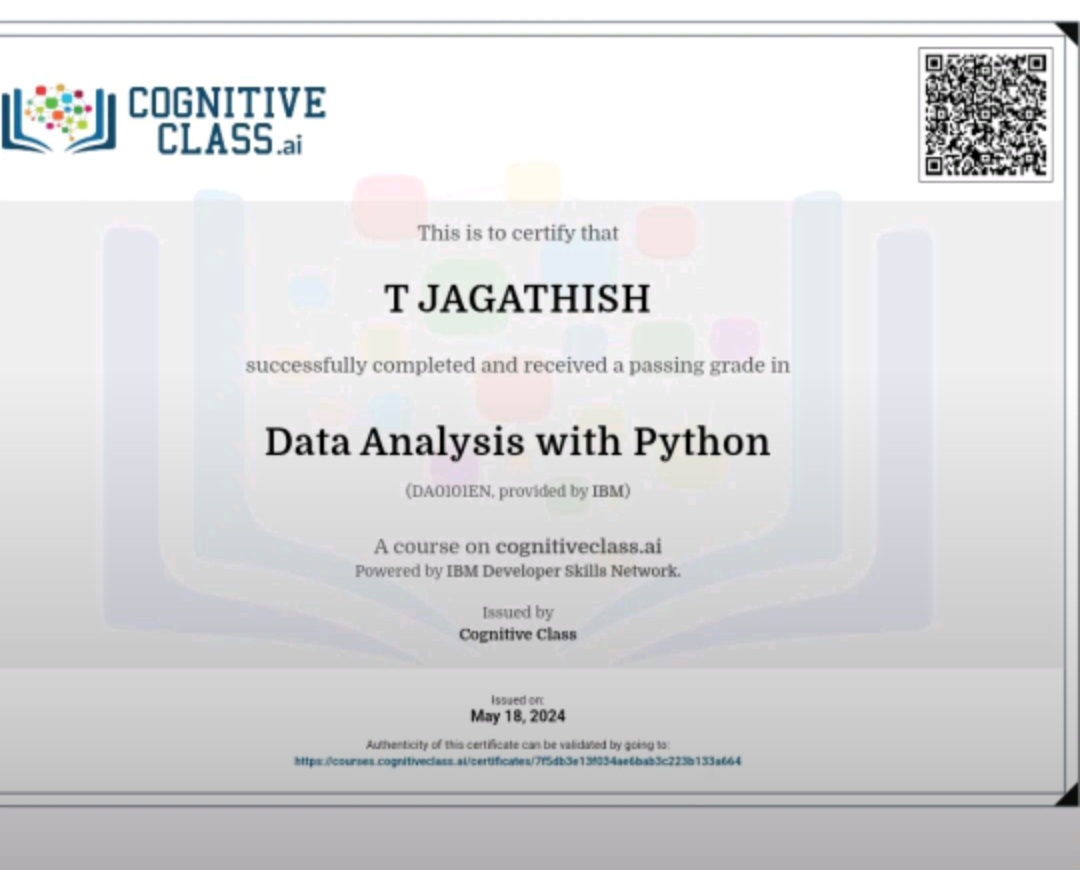 COGNITIVE
CLASS.ai
This is to certify that
T JAGATHISH
successfully completed and received a passing grade in
Data Analysis with Python
(DA0101EN, provided by IBM)
A course on cognitiveclass.ai
Powered by IBM Developer Skills Network.
Issued by
Cognitive Class
Issued on:
May 18, 2024
Authenticity of this certificate can be validated by going to:
https://courses.cognitiveclass.ai/certificates/7f5db3e13f034ae6bab3c223b133a664